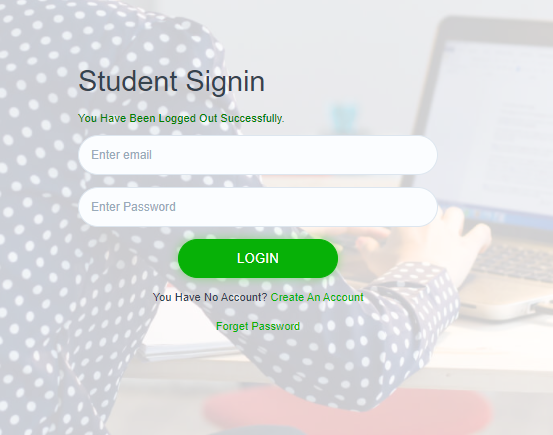 Student Signin
You Have Been Logged Out Successfully.
Enter email
Enter Password
LOGIN
You Have No Account? Create An Account
Forget Password